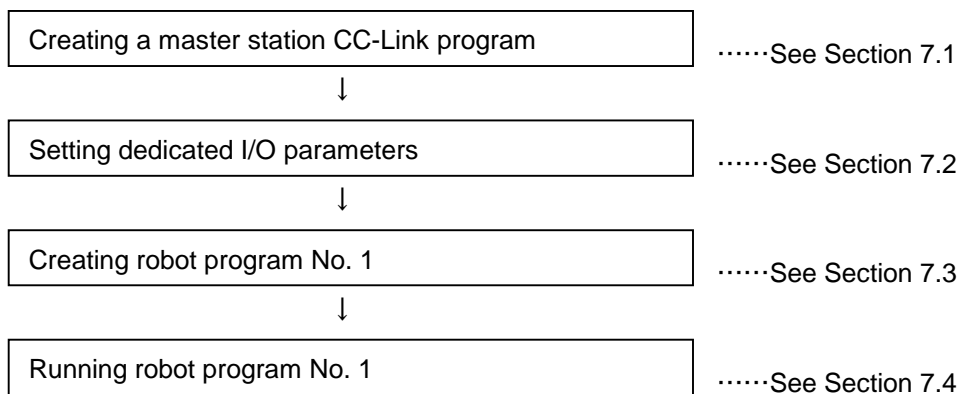 Creating a master station CC-Link program ⋯⋯See Section 7.1
↓
Setting dedicated I/O parameters ⋯⋯See Section 7.2
↓
Creating robot program No. 1 ⋯⋯See Section 7.3
↓
Running robot program No. 1 ⋯⋯See Section 7.4